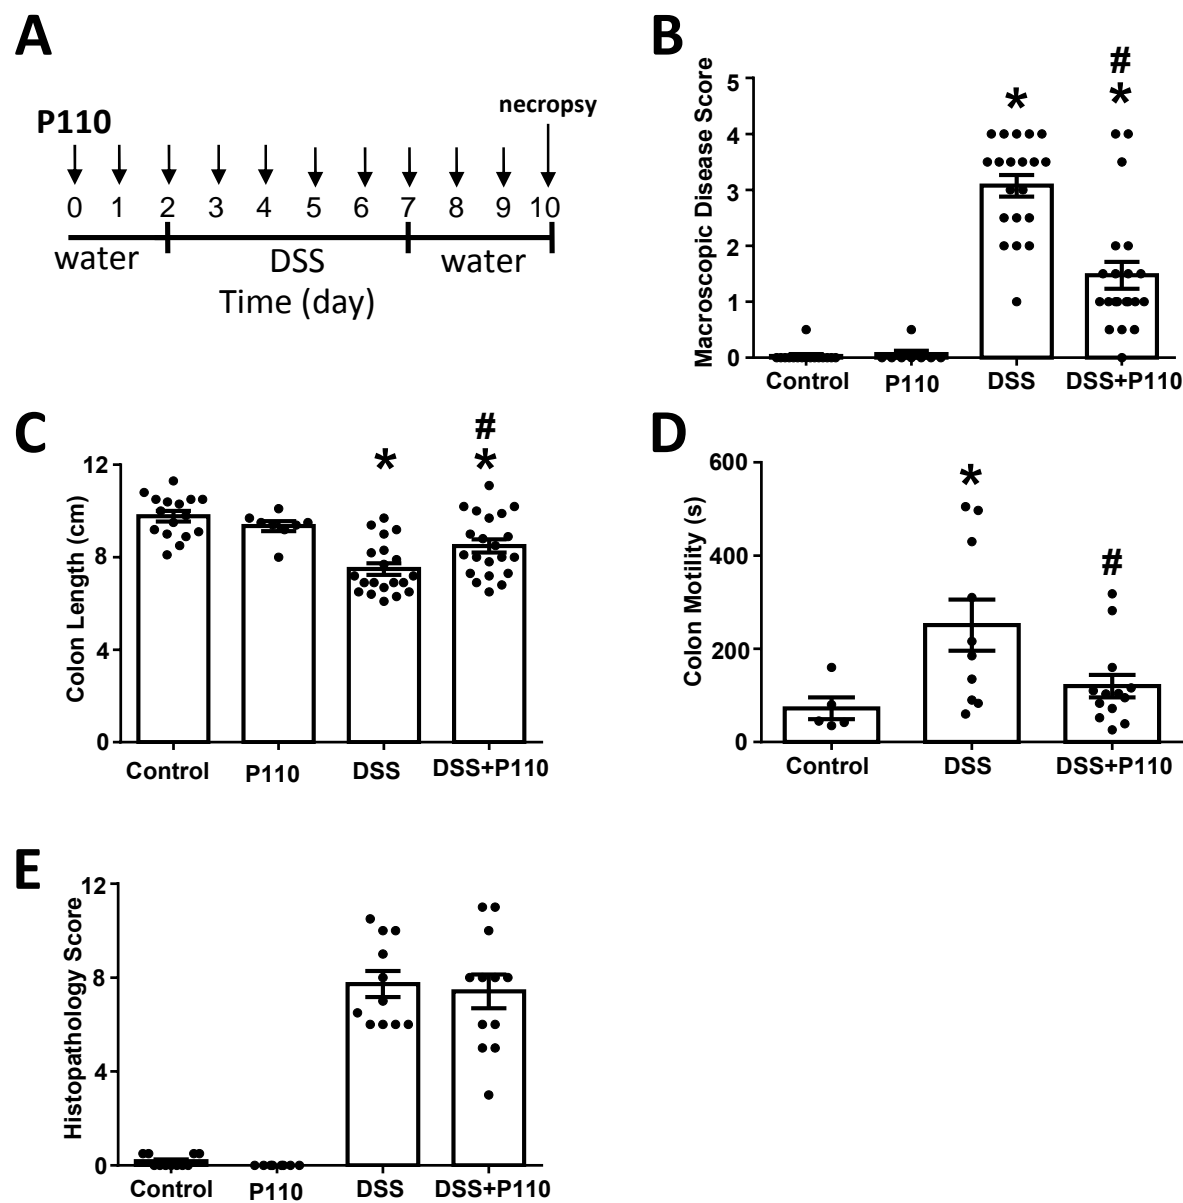 A
P110
necropsy
0 1 2 3 4 5 6 7 8 9 10
water DSS water
Time (day)
B
#
* *
Macroscopic Disease Score
5
4
3
2
1
0
Control P110 DSS DSS+P110
C
#
* *
Colon Length (cm)
12
8
4
0
Control P110 DSS DSS+P110
D
*
#
Colon Motility (s)
600
400
200
0
Control DSS DSS+P110
E
Histopathology Score
12
8
4
0
Control P110 DSS DSS+P110